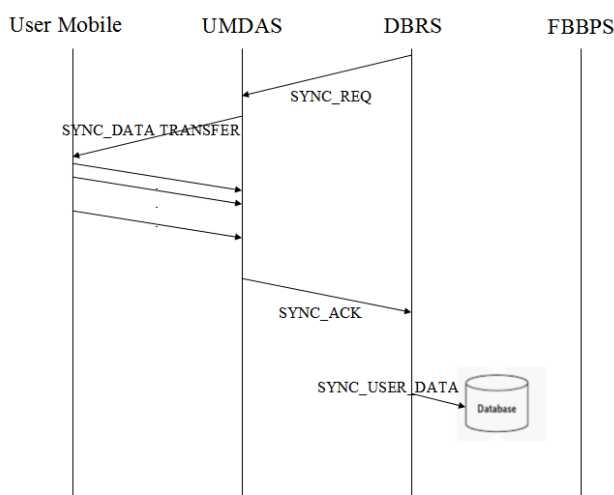 User Mobile UMDAS DBRS FBBPS
SYNC_REQ
SYNC_DATA TRANSFER
SYNC_ACK
SYNC_USER_DATA
Database